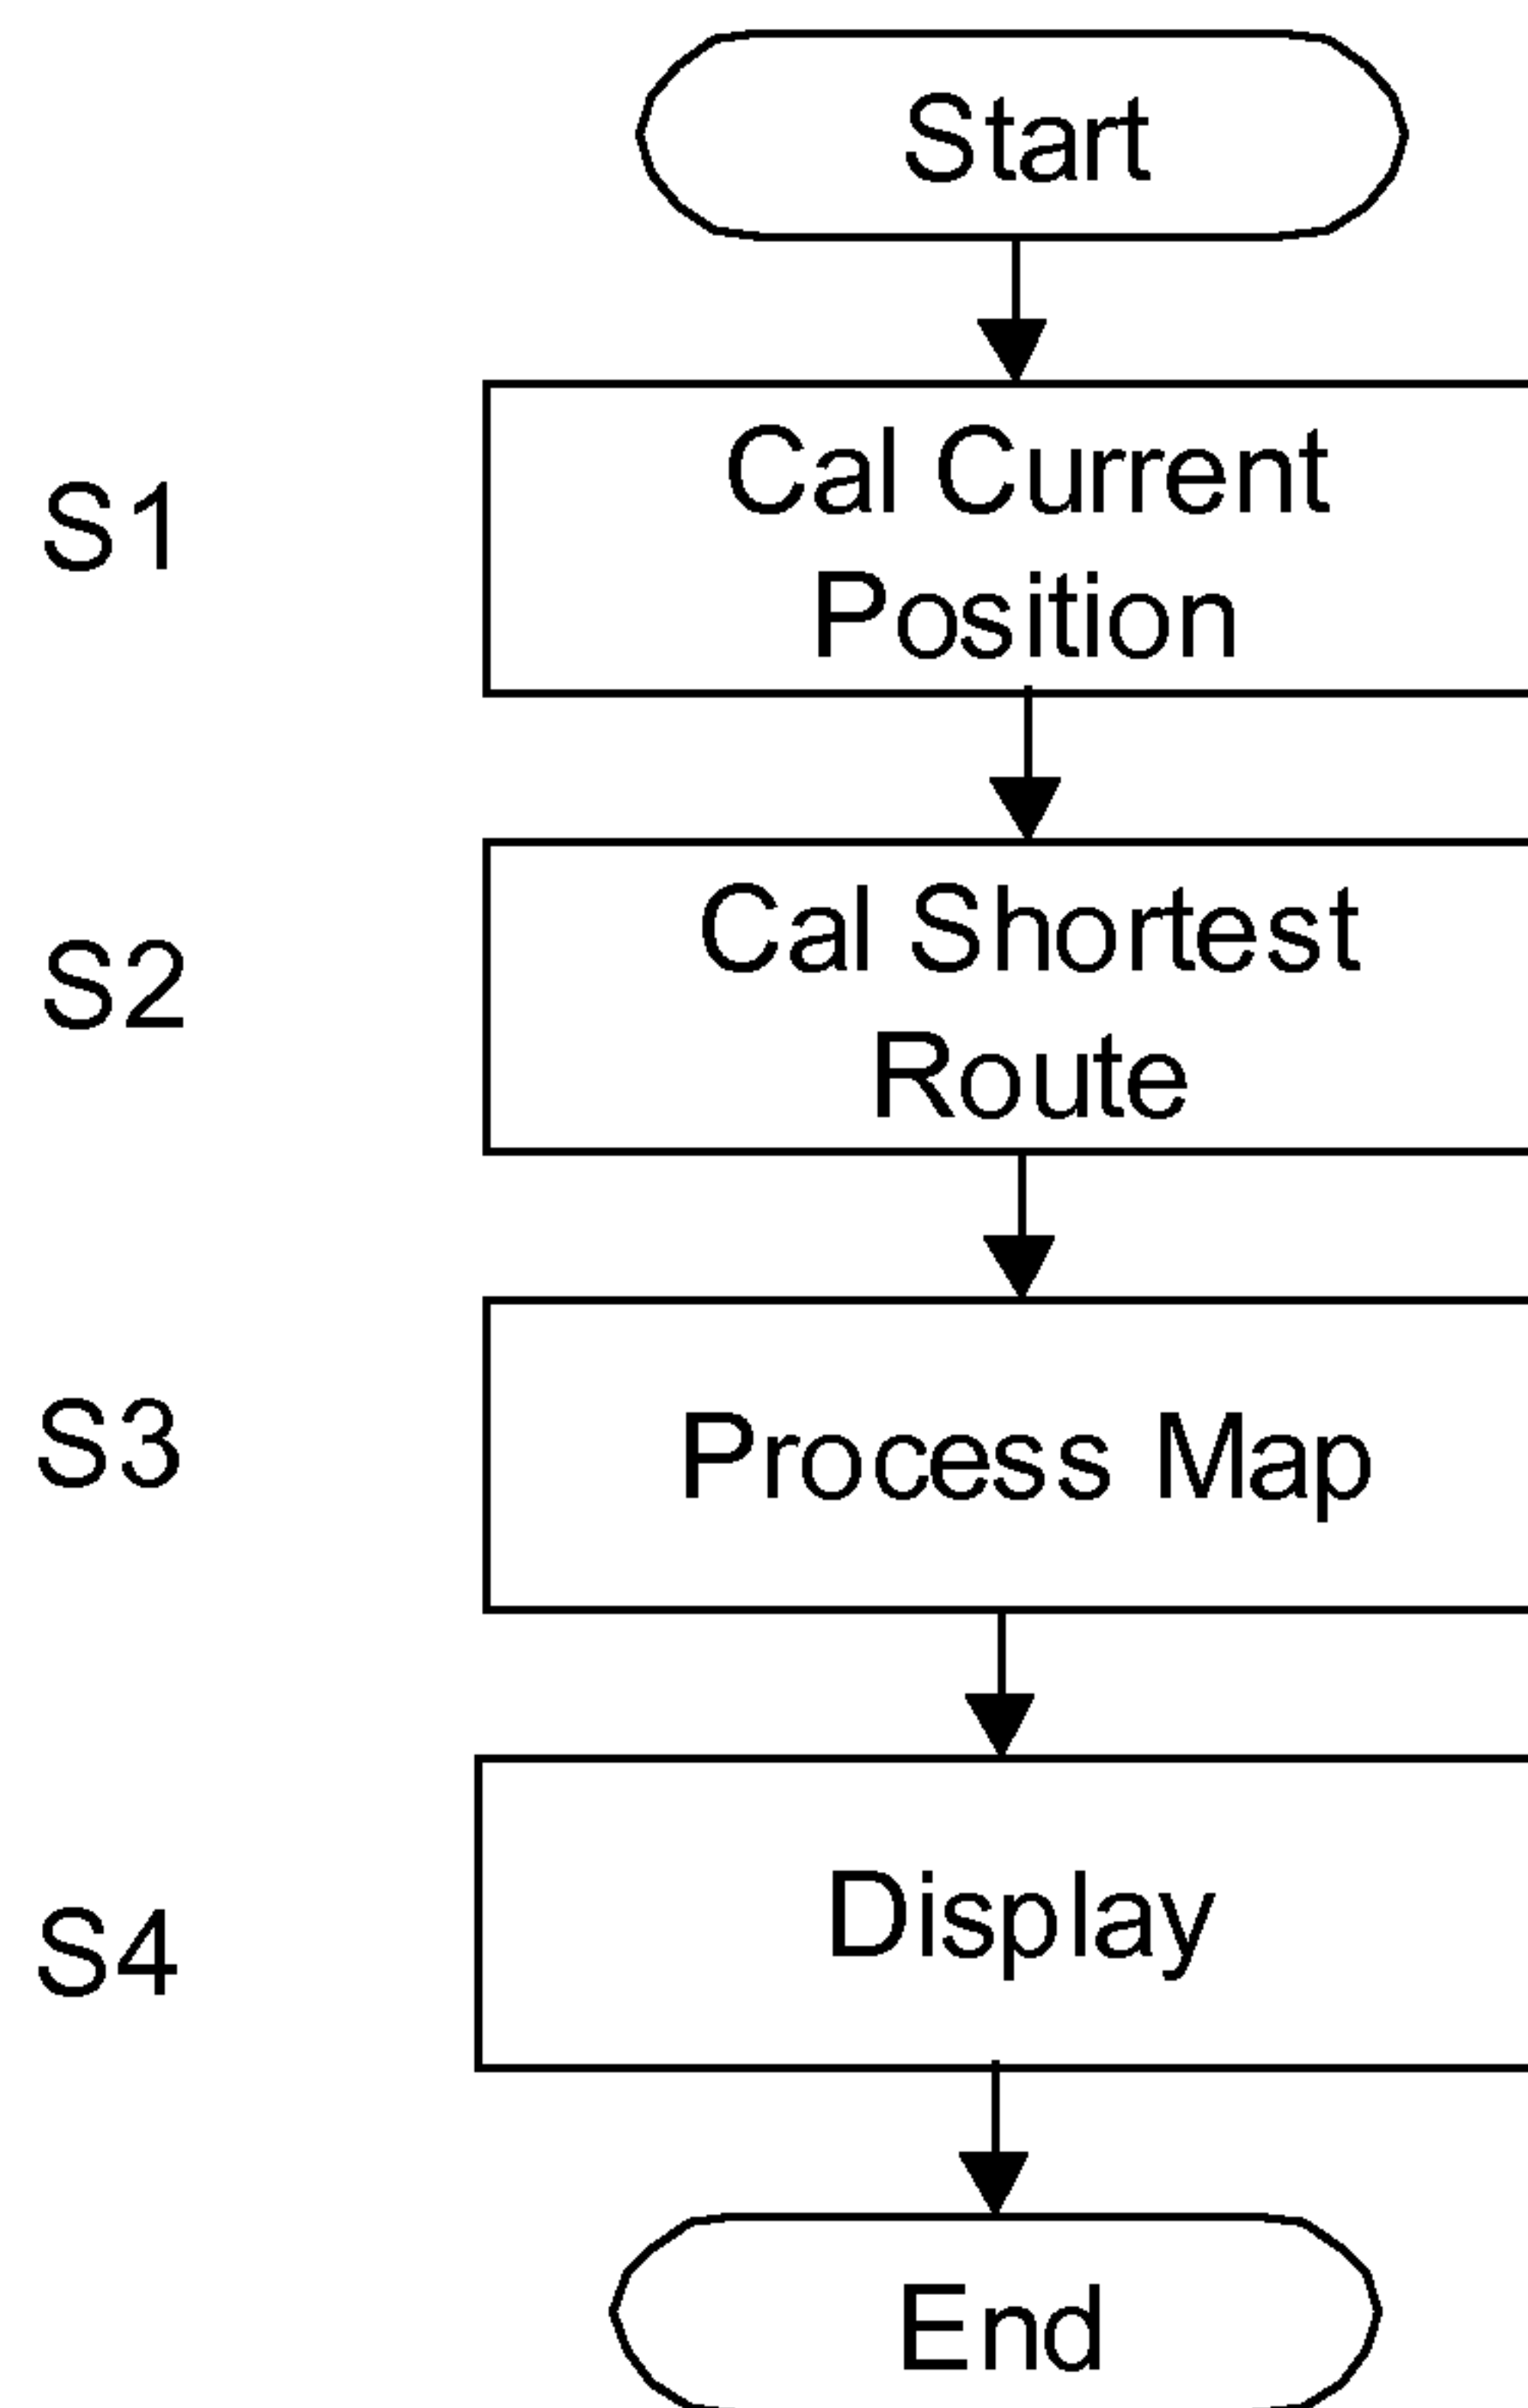 Start
S1
Cal Current
Position
S2
Cal Shortest
Route
S3
Process Map
S4
Display
End